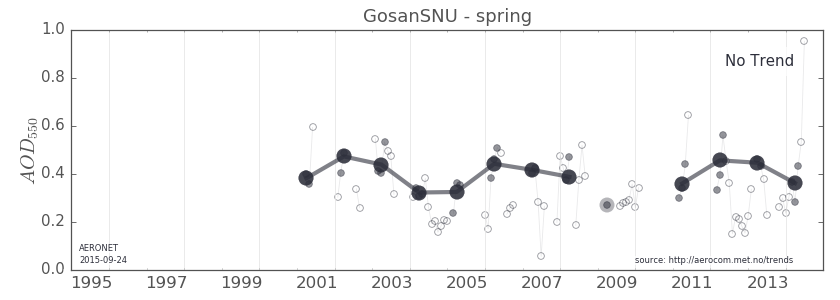 GosanSNU - spring
No Trend
AOD550
1.0
0.8
0.6
0.4
0.2
0.0
AERONET
2015-09-24
source: http://aerocom.met.no/trends
1995 1997 1999 2001 2003 2005 2007 2009 2011 2013